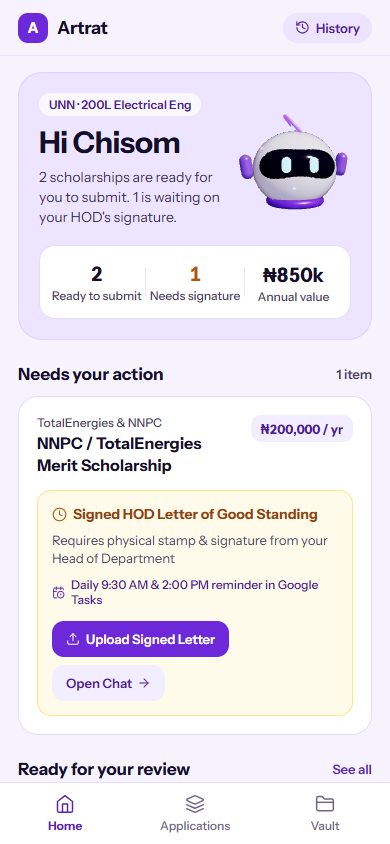 A Artrat
History
UNN · 200L Electrical Eng
Hi Chisom
2 scholarships are ready for
you to submit. 1 is waiting on
your HOD's signature.
2
Ready to submit
1
Needs signature
₦850k
Annual value
Needs your action
1 item
TotalEnergies & NNPC
NNPC / TotalEnergies
Merit Scholarship
₦200,000 / yr
Signed HOD Letter of Good Standing
Requires physical stamp & signature from your
Head of Department
Daily 9:30 AM & 2:00 PM reminder in Google
Tasks
Upload Signed Letter
Open Chat →
Ready for your review
See all
Home
Applications
Vault